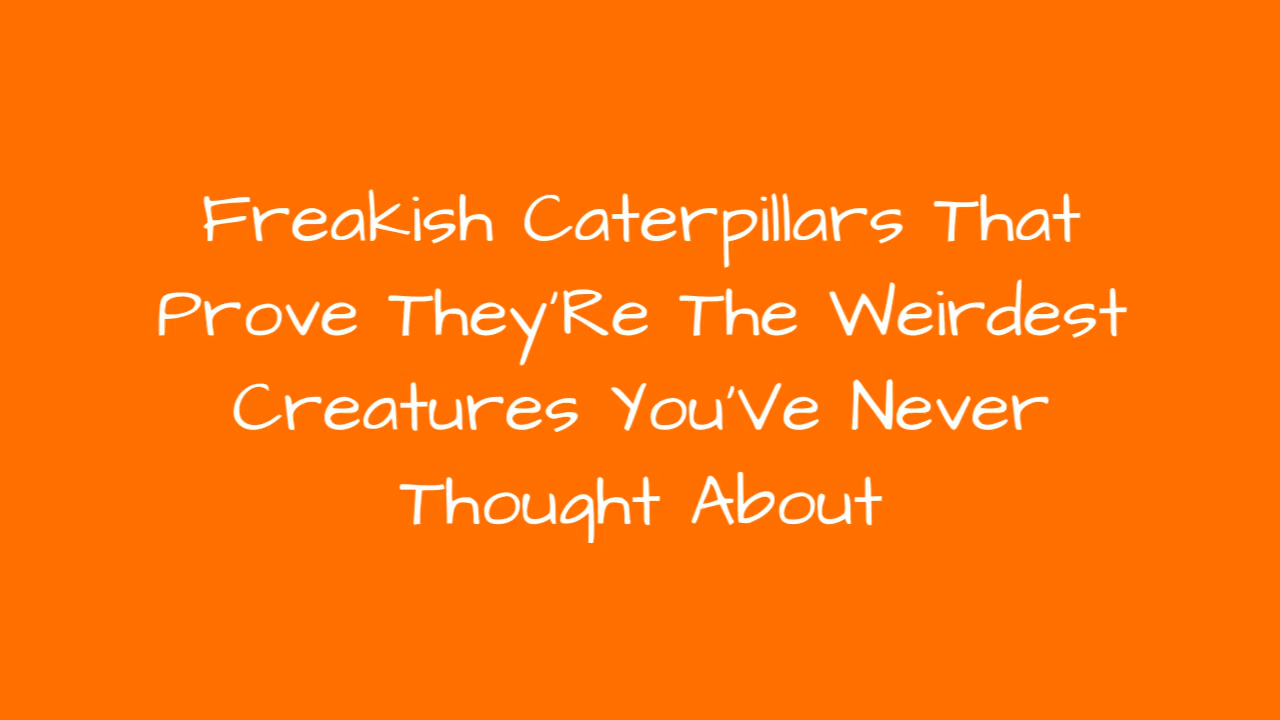 Freakish Caterpillars That
Prove They'Re The Weirdest
Creatures You'Ve Never
Thought About